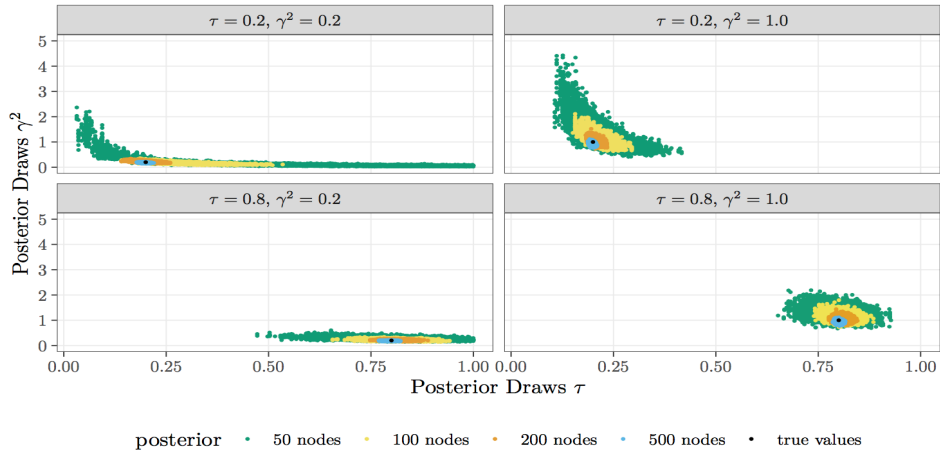 τ = 0.2, γ² = 0.2
τ = 0.2, γ² = 1.0
5
4
3
2
1
0
τ = 0.8, γ² = 0.2
τ = 0.8, γ² = 1.0
5
4
3
2
1
0
Posterior Draws γ²
0.00 0.25 0.50 0.75 1.00
0.00 0.25 0.50 0.75 1.00
Posterior Draws τ
posterior 50 nodes 100 nodes 200 nodes 500 nodes true values